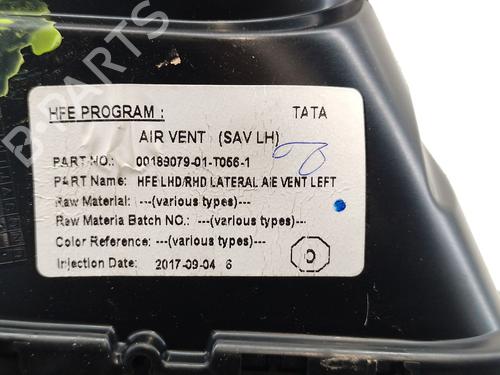 HFE PROGRAM : TATA
AIR VENT (SAV LH)
PART NO.: 00189079-01-T056-1
PART Name: HFE LHD/RHD LATERAL AIE VENT LEFT
Raw Material: ---(various types)---
Raw Materia Batch NO.: ---(various types)---
Color Reference: ---(various types)---
Injection Date: 2017-09-04 6
B-PARTS